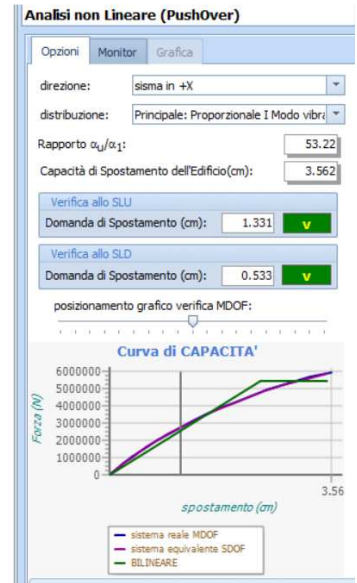 Analisi non Lineare (PushOver)
Opzioni Monitor Grafica
direzione: sisma in +X
distribuzione: Principale: Proporzionale I Modo vibra
Rapporto αu/α1: 53.22
Capacità di Spostamento dell'Edificio(cm): 3.562
Verifica allo SLU
Domanda di Spostamento (cm): 1.331 v
Verifica allo SLD
Domanda di Spostamento (cm): 0.533 v
posizionamento grafico verifica MDOF:
Curva di CAPACITA'
6000000
5000000
4000000
3000000
2000000
1000000
0
Forza (N)
3.56
spostamento (cm)
sistema reale MDOF
sistema equivalente SDOF
BILINEARE